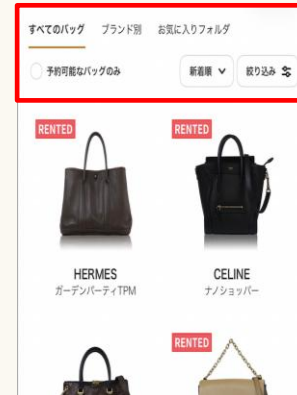 すべてのバッグ ブランド別 お気に入りフォルダ
予約可能なバッグのみ 新着順 絞り込み
RENTED RENTED
HERMES CELINE
ガーデンパーティTPM ナノショッパー
RENTED